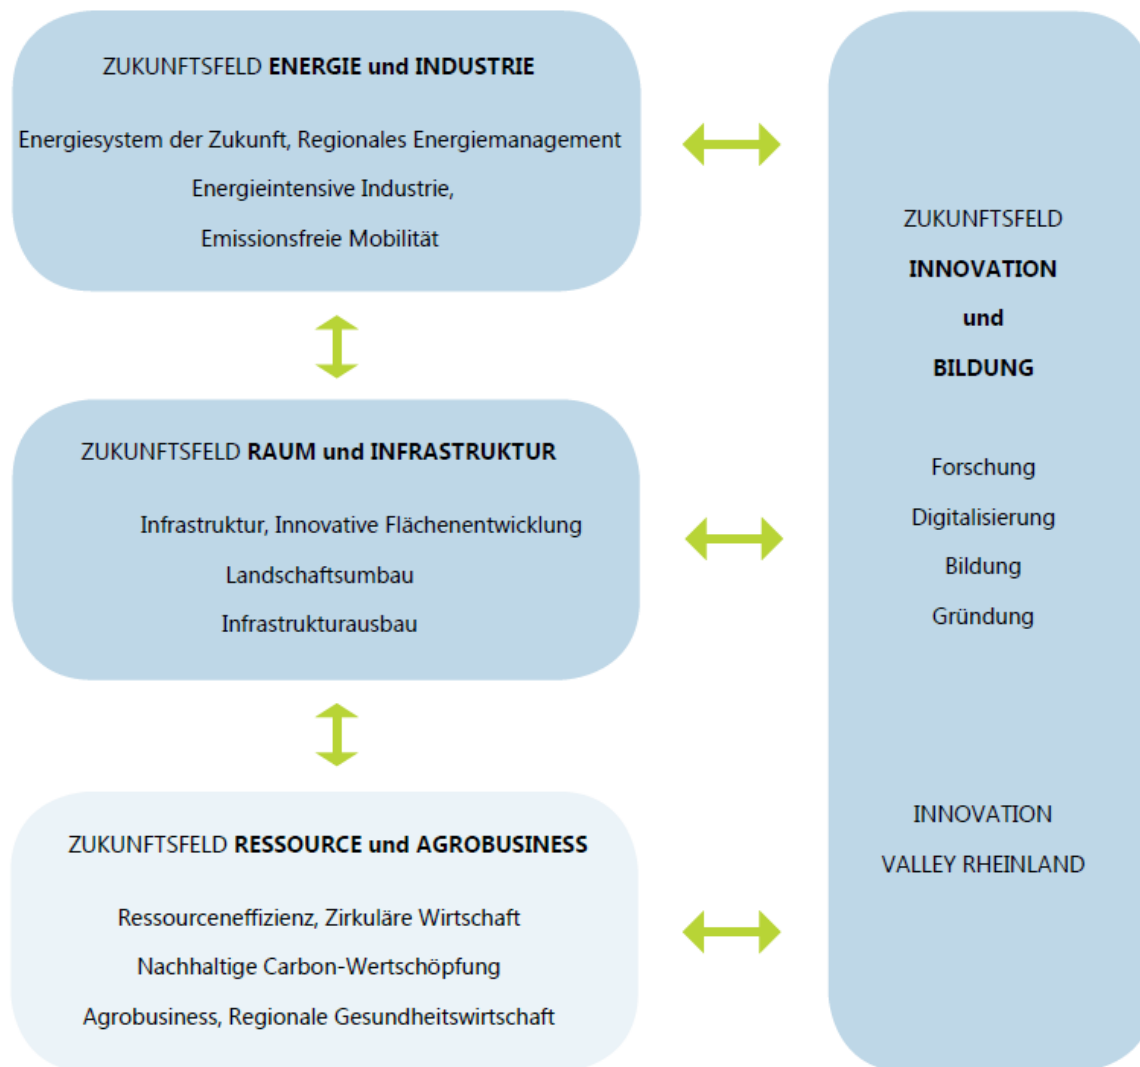 ZUKUNFTSFELD ENERGIE und INDUSTRIE
Energiesystem der Zukunft, Regionales Energiemanagement
Energieintensive Industrie,
Emissionsfreie Mobilität
ZUKUNFTSFELD RAUM und INFRASTRUKTUR
Infrastruktur, Innovative Flächenentwicklung
Landschaftsumbau
Infrastrukturausbau
ZUKUNFTSFELD RESSOURCE und AGROBUSINESS
Ressourceneffizienz, Zirkuläre Wirtschaft
Nachhaltige Carbon-Wertschöpfung
Agrobusiness, Regionale Gesundheitswirtschaft
ZUKUNFTSFELD
INNOVATION
und
BILDUNG
Forschung
Digitalisierung
Bildung
Gründung
INNOVATION
VALLEY RHEINLAND